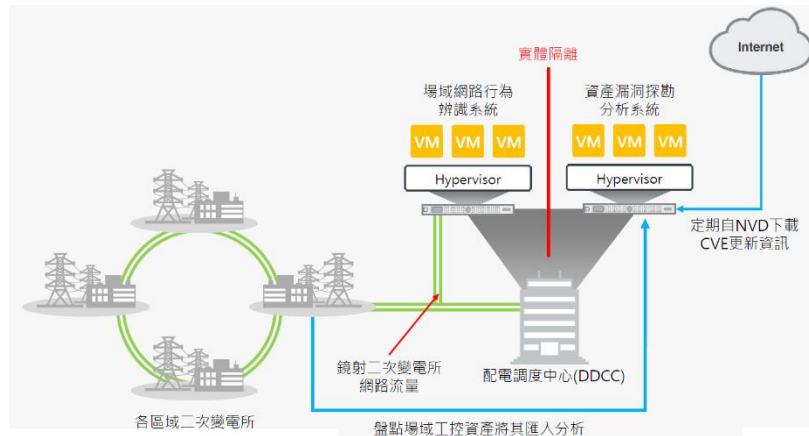 實體隔離
Internet
場域網路行為
辨識系統
資產漏洞探勘
分析系統
VM VM VM
VM VM VM
Hypervisor
Hypervisor
定期自NVD下載
CVE更新資訊
鏡射二次變電所
網路流量
配電調度中心(DDCC)
各區域二次變電所
盤點場域工控資產將其匯入分析